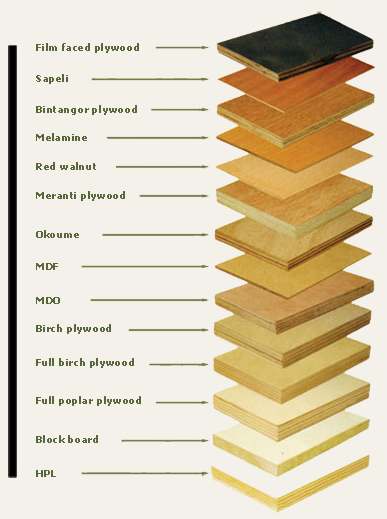 Film faced plywood
Sapeli
Bintangor plywood
Melamine
Red walnut
Meranti plywood
Okoume
MDF
MDO
Birch plywood
Full birch plywood
Full poplar plywood
Block board
HPL